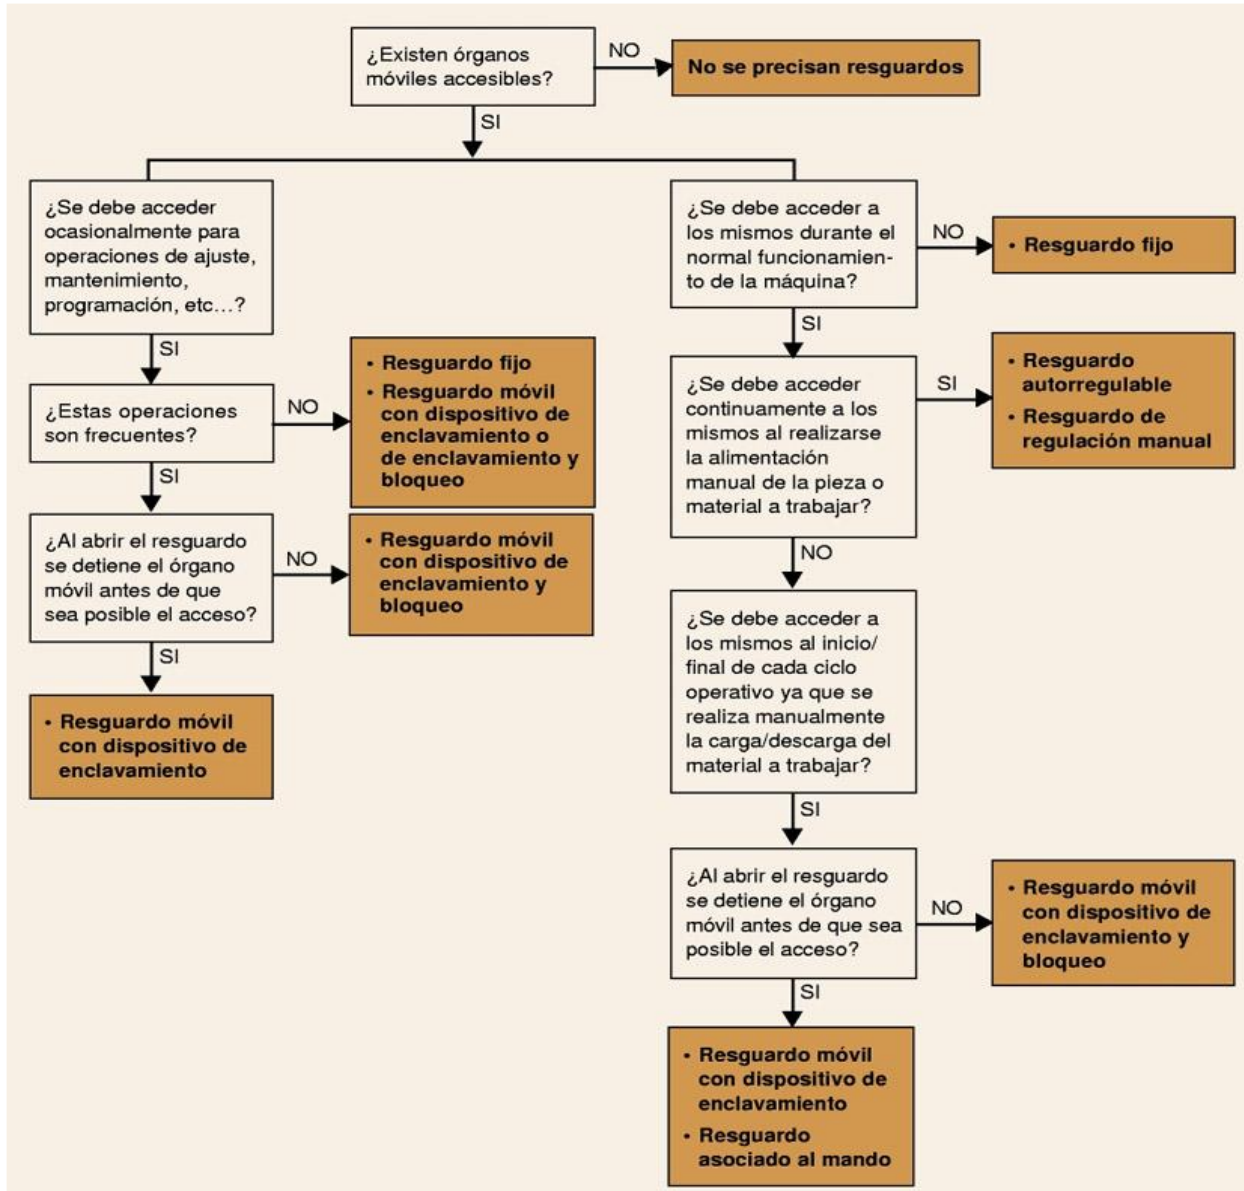 ¿Existen órganos
móviles accesibles?
NO
No se precisan resguardos
SI
¿Se debe acceder
ocasionalmente para
operaciones de ajuste,
mantenimiento,
programación, etc...?
SI
¿Estas operaciones
son frecuentes?
NO
• Resguardo fijo
• Resguardo móvil
con dispositivo de
enclavamiento o
de enclavamiento y
bloqueo
SI
¿Al abrir el resguardo
se detiene el órgano
móvil antes de que
sea posible el acceso?
NO
• Resguardo móvil
con dispositivo de
enclavamiento y
bloqueo
SI
• Resguardo móvil
con dispositivo de
enclavamiento
¿Se debe acceder a
los mismos durante el
normal funcionamien-
to de la máquina?
NO
• Resguardo fijo
SI
¿Se debe acceder
continuamente a los
mismos al realizarse
la alimentación
manual de la pieza o
material a trabajar?
SI
• Resguardo
autorregulable
• Resguardo de
regulación manual
NO
¿Se debe acceder a
los mismos al inicio/
final de cada ciclo
operativo ya que se
realiza manualmente
la carga/descarga del
material a trabajar?
SI
¿Al abrir el resguardo
se detiene el órgano
móvil antes de que sea
posible el acceso?
NO
• Resguardo móvil
con dispositivo de
enclavamiento y
bloqueo
SI
• Resguardo móvil
con dispositivo de
enclavamiento
• Resguardo
asociado al mando